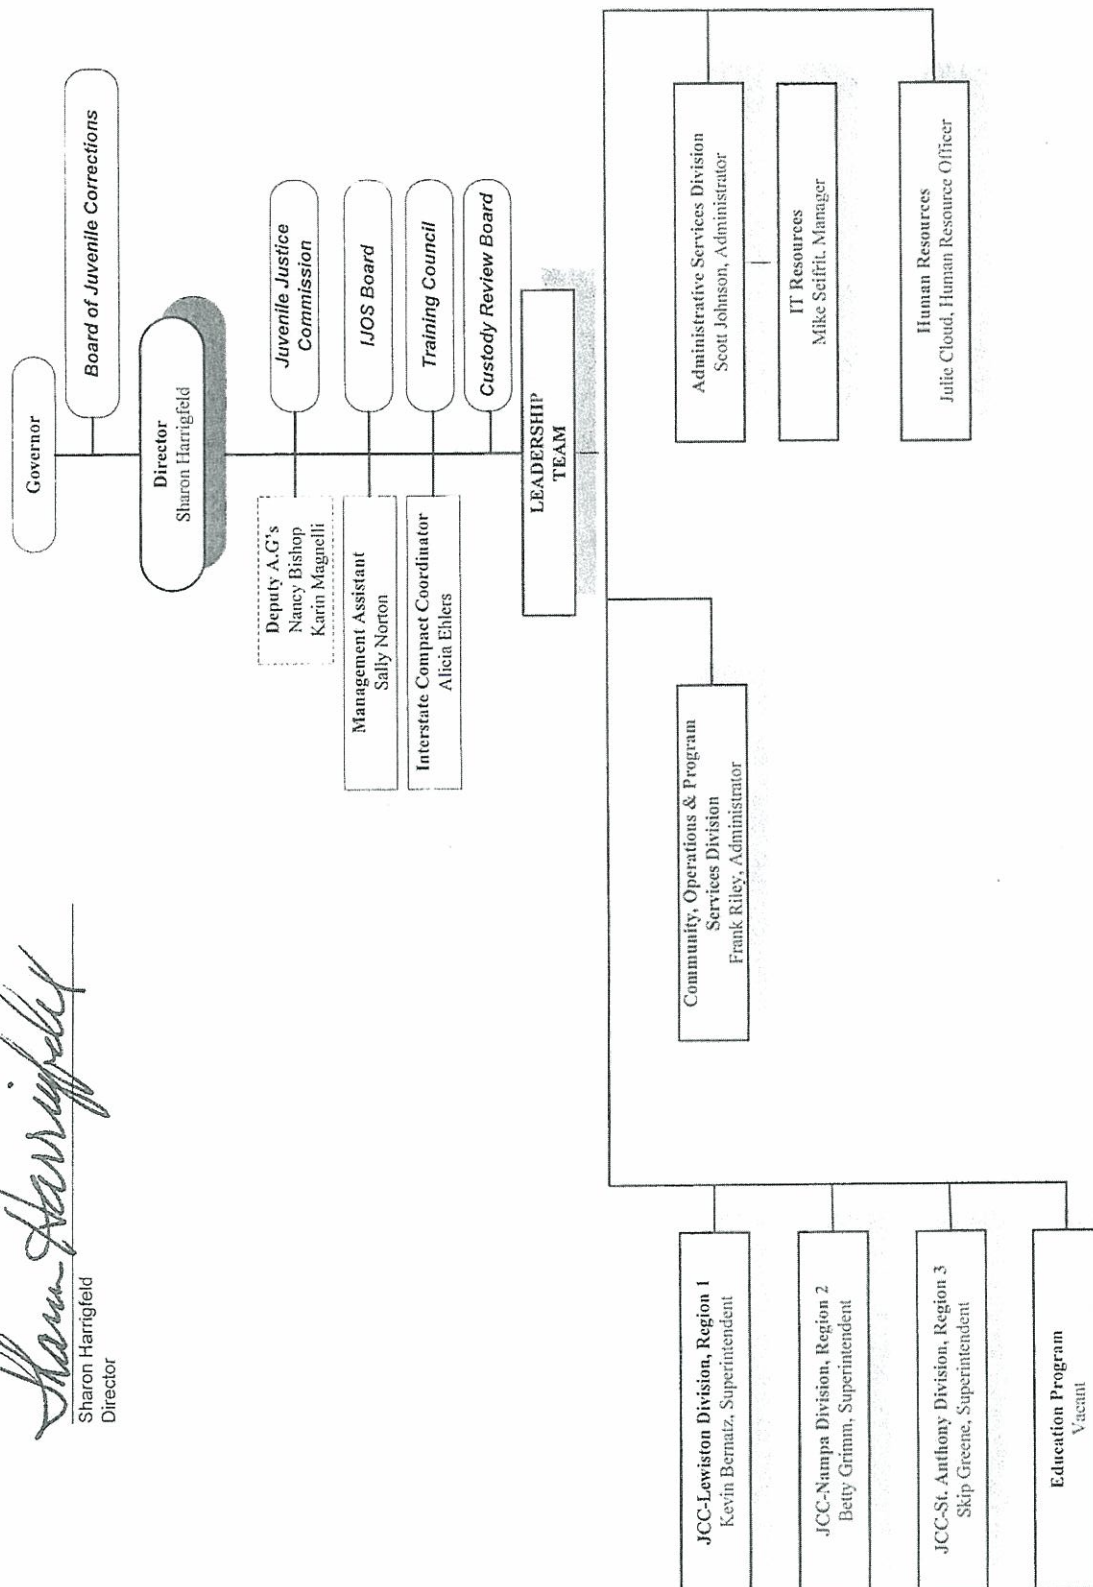 Sharon Harrigfeld
Sharon Harrigfeld
Director
Governor
Board of Juvenile Corrections
Director
Sharon Harrigfeld
Deputy A.G's
Nancy Bishop
Karin Magnelli
Juvenile Justice
Commission
Management Assistant
Sally Norton
IJOS Board
Interstate Compact Coordinator
Alicia Ehlers
Training Council
Custody Review Board
LEADERSHIP
TEAM
JCC-Lewiston Division, Region 1
Kevin Bernatz, Superintendent
JCC-Nampa Division, Region 2
Betty Grimm, Superintendent
JCC-St. Anthony Division, Region 3
Skip Greene, Superintendent
Education Program
Vacant
Community, Operations & Program
Services Division
Frank Riley, Administrator
Administrative Services Division
Scott Johnson, Administrator
IT Resources
Mike Seifrit, Manager
Human Resources
Julie Cloud, Human Resource Officer